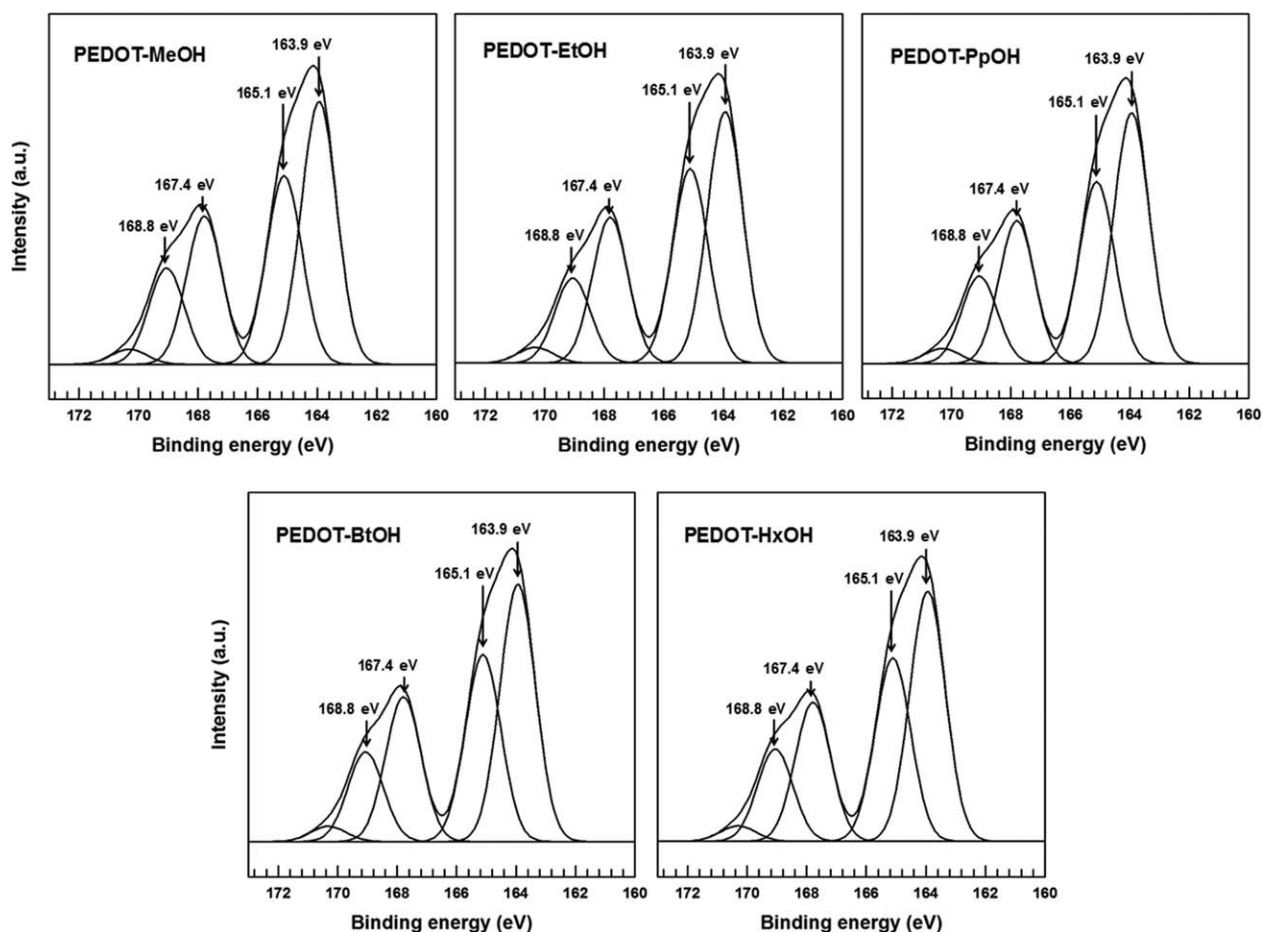 PEDOT-MeOH
163.9 eV
165.1 eV
167.4 eV
168.8 eV
Intensity (a.u.)
172 170 168 166 164 162 160
Binding energy (eV)
PEDOT-EtOH
163.9 eV
165.1 eV
167.4 eV
168.8 eV
172 170 168 166 164 162 160
Binding energy (eV)
PEDOT-PpOH
163.9 eV
165.1 eV
167.4 eV
168.8 eV
172 170 168 166 164 162 160
Binding energy (eV)
PEDOT-BtOH
163.9 eV
165.1 eV
167.4 eV
168.8 eV
Intensity (a.u.)
172 170 168 166 164 162 160
Binding energy (eV)
PEDOT-HxOH
163.9 eV
165.1 eV
167.4 eV
168.8 eV
172 170 168 166 164 162 160
Binding energy (eV)